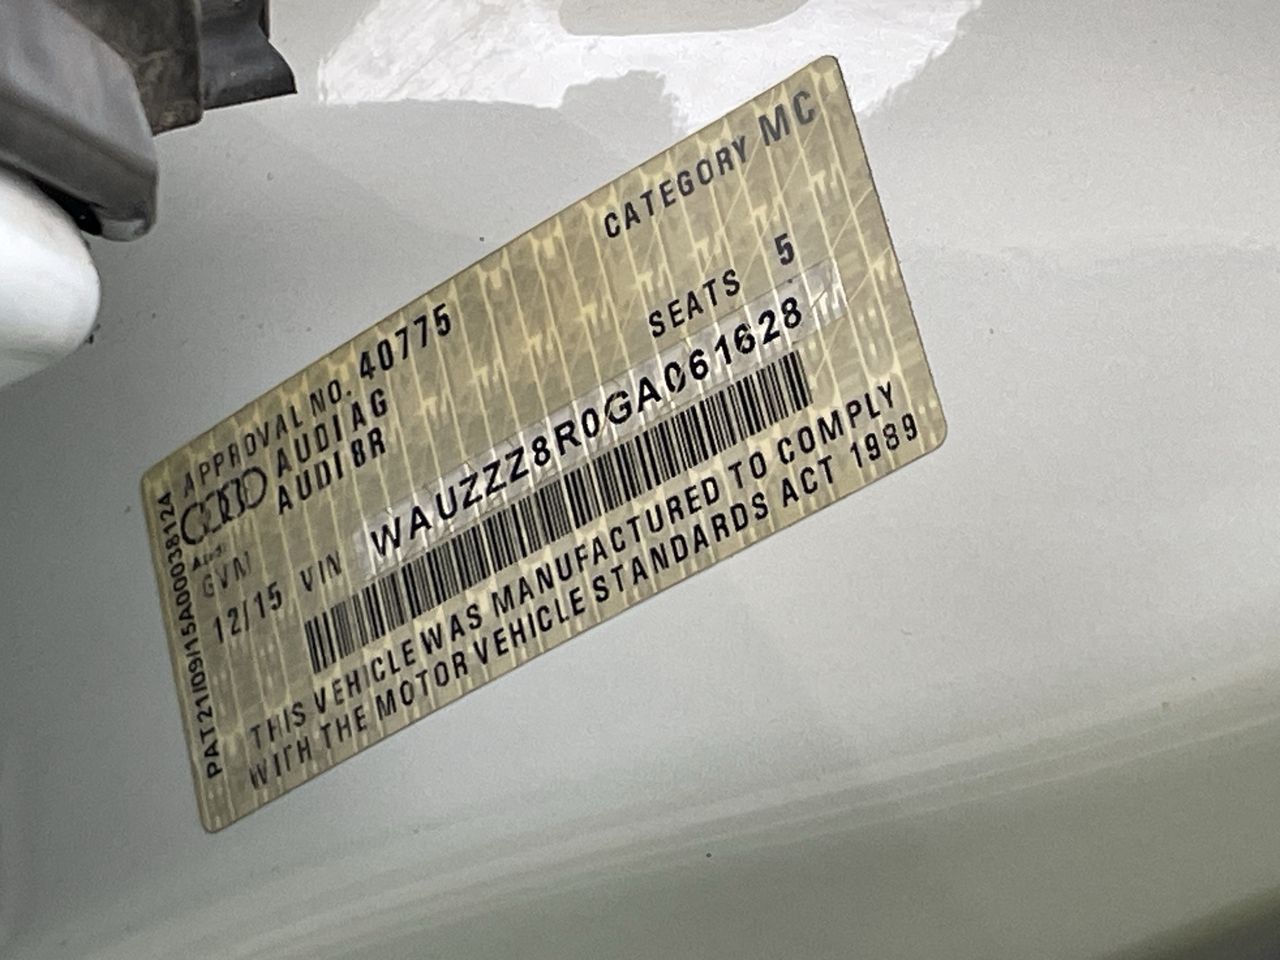 APPROVAL NO. 40775 CATEGORY MC
AUDI AG
AUDI 8R SEATS 5
Audi
GVM
12/15 VIN WAUZZZ8R0GA061628
THIS VEHICLE WAS MANUFACTURED TO COMPLY
WITH THE MOTOR VEHICLE STANDARDS ACT 1989
PAT21/09/15A00038124